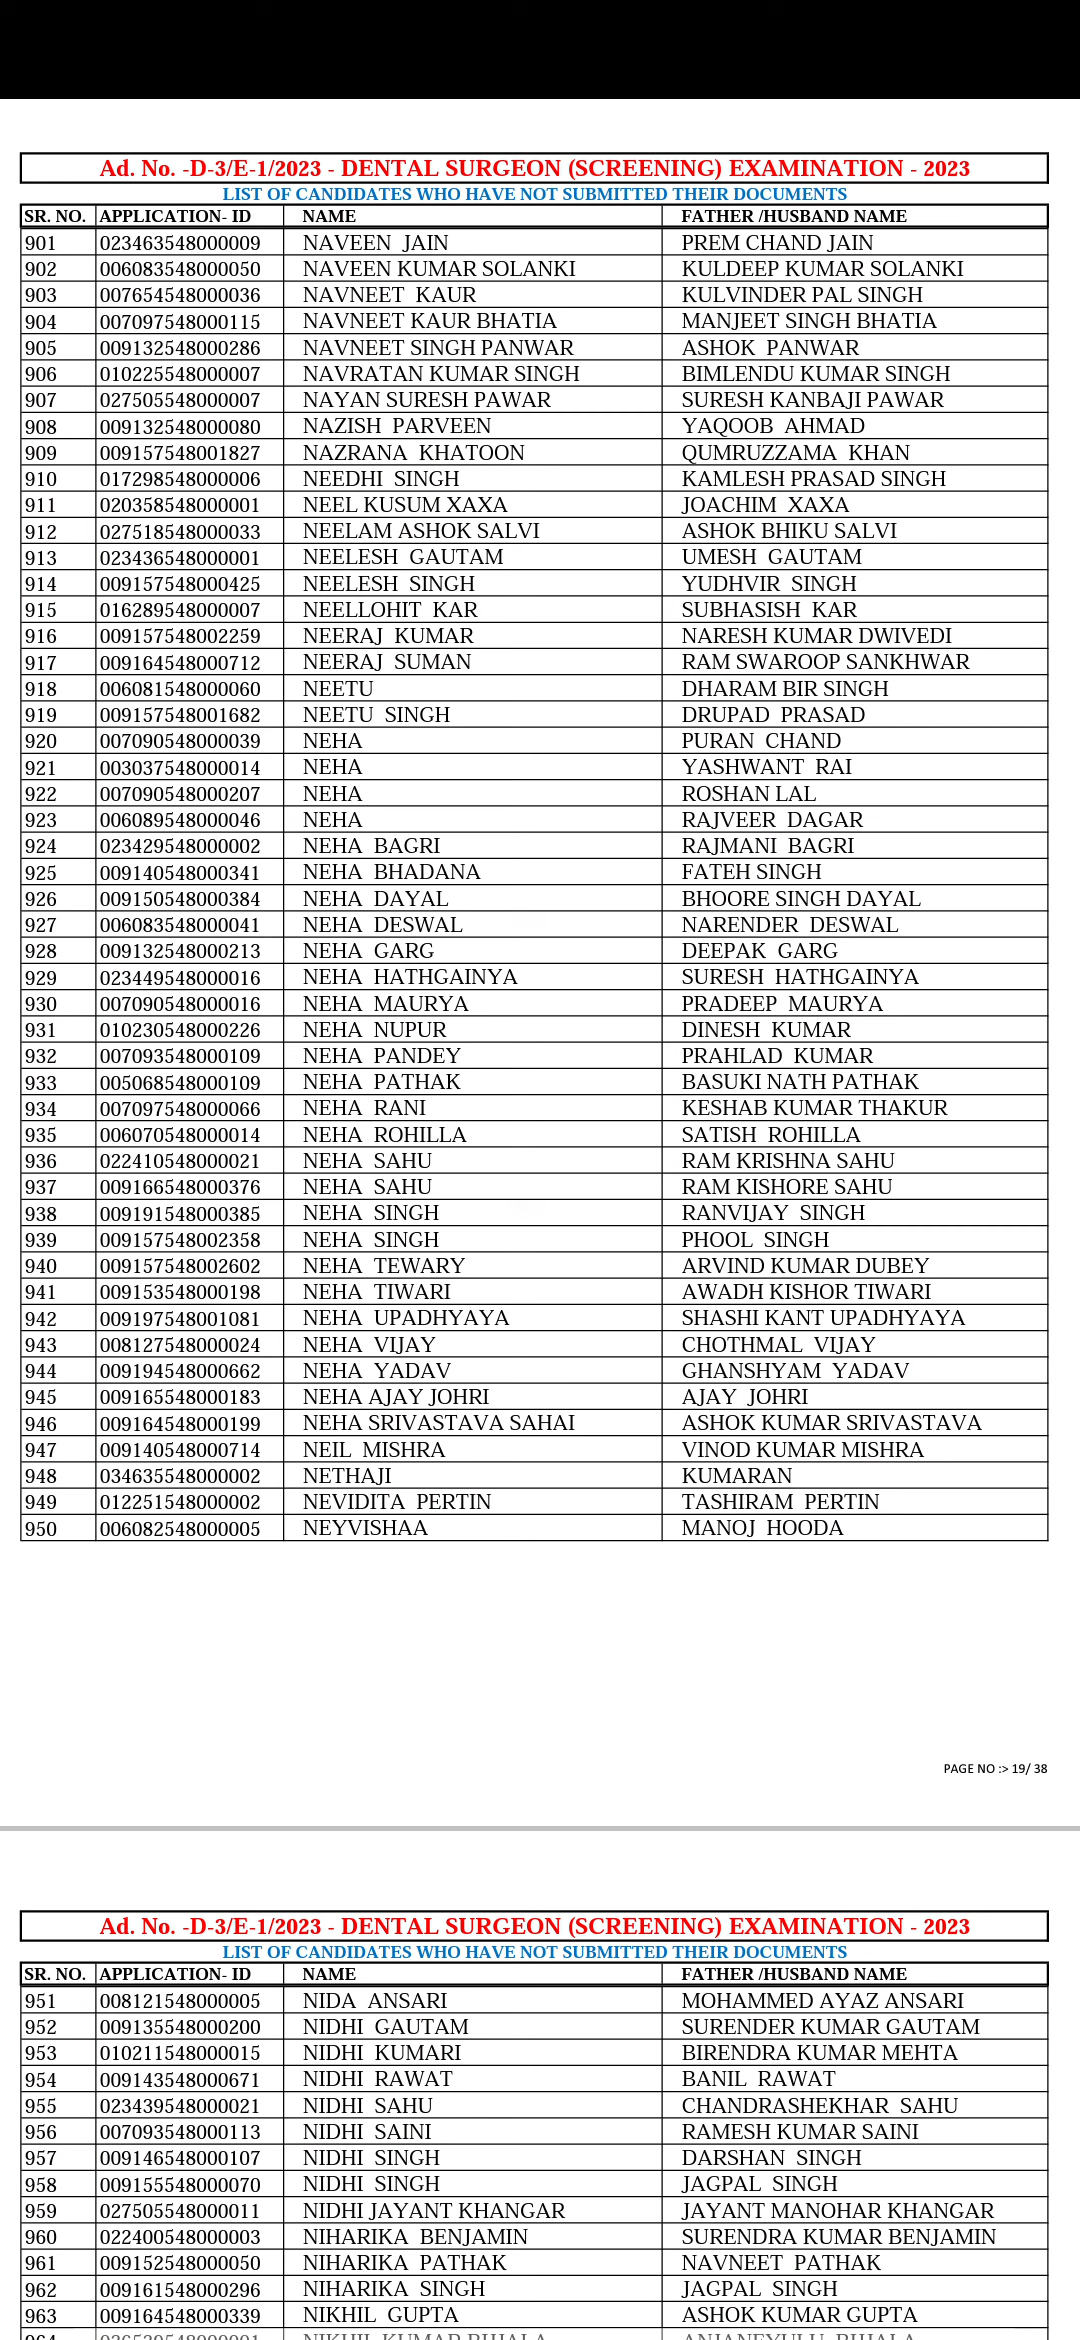 Ad. No. -D-3/E-1/2023 - DENTAL SURGEON (SCREENING) EXAMINATION - 2023
LIST OF CANDIDATES WHO HAVE NOT SUBMITTED THEIR DOCUMENTS
SR. NO. APPLICATION- ID NAME FATHER /HUSBAND NAME
901 023463548000009 NAVEEN JAIN PREM CHAND JAIN
902 006083548000050 NAVEEN KUMAR SOLANKI KULDEEP KUMAR SOLANKI
903 007654548000036 NAVNEET KAUR KULVINDER PAL SINGH
904 007097548000115 NAVNEET KAUR BHATIA MANJEET SINGH BHATIA
905 009132548000286 NAVNEET SINGH PANWAR ASHOK PANWAR
906 010225548000007 NAVRATAN KUMAR SINGH BIMLENDU KUMAR SINGH
907 027505548000007 NAYAN SURESH PAWAR SURESH KANBAJI PAWAR
908 009132548000080 NAZISH PARVEEN YAQOOB AHMAD
909 009157548001827 NAZRANA KHATOON QUMRUZZAMA KHAN
910 017298548000006 NEEDHI SINGH KAMLESH PRASAD SINGH
911 020358548000001 NEEL KUSUM XAXA JOACHIM XAXA
912 027518548000033 NEELAM ASHOK SALVI ASHOK BHIKU SALVI
913 023436548000001 NEELESH GAUTAM UMESH GAUTAM
914 009157548000425 NEELESH SINGH YUDHVIR SINGH
915 016289548000007 NEELLOHIT KAR SUBHASISH KAR
916 009157548002259 NEERAJ KUMAR NARESH KUMAR DWIVEDI
917 009164548000712 NEERAJ SUMAN RAM SWAROOP SANKHWAR
918 006081548000060 NEETU DHARAM BIR SINGH
919 009157548001682 NEETU SINGH DRUPAD PRASAD
920 007090548000039 NEHA PURAN CHAND
921 003037548000014 NEHA YASHWANT RAI
922 007090548000207 NEHA ROSHAN LAL
923 006089548000046 NEHA RAJVEER DAGAR
924 023429548000002 NEHA BAGRI RAJMANI BAGRI
925 009140548000341 NEHA BHADANA FATEH SINGH
926 009150548000384 NEHA DAYAL BHOORE SINGH DAYAL
927 006083548000041 NEHA DESWAL NARENDER DESWAL
928 009132548000213 NEHA GARG DEEPAK GARG
929 023449548000016 NEHA HATHGAINYA SURESH HATHGAINYA
930 007090548000016 NEHA MAURYA PRADEEP MAURYA
931 010230548000226 NEHA NUPUR DINESH KUMAR
932 007093548000109 NEHA PANDEY PRAHLAD KUMAR
933 005068548000109 NEHA PATHAK BASUKI NATH PATHAK
934 007097548000066 NEHA RANI KESHAB KUMAR THAKUR
935 006070548000014 NEHA ROHILLA SATISH ROHILLA
936 022410548000021 NEHA SAHU RAM KRISHNA SAHU
937 009166548000376 NEHA SAHU RAM KISHORE SAHU
938 009191548000385 NEHA SINGH RANVIJAY SINGH
939 009157548002358 NEHA SINGH PHOOL SINGH
940 009157548002602 NEHA TEWARY ARVIND KUMAR DUBEY
941 009153548000198 NEHA TIWARI AWADH KISHOR TIWARI
942 009197548001081 NEHA UPADHYAYA SHASHI KANT UPADHYAYA
943 008127548000024 NEHA VIJAY CHOTHMAL VIJAY
944 009194548000662 NEHA YADAV GHANSHYAM YADAV
945 009165548000183 NEHA AJAY JOHRI AJAY JOHRI
946 009164548000199 NEHA SRIVASTAVA SAHAI ASHOK KUMAR SRIVASTAVA
947 009140548000714 NEIL MISHRA VINOD KUMAR MISHRA
948 034635548000002 NETHAJI KUMARAN
949 012251548000002 NEVIDITA PERTIN TASHIRAM PERTIN
950 006082548000005 NEYVISHAA MANOJ HOODA
PAGE NO :> 19/ 38
Ad. No. -D-3/E-1/2023 - DENTAL SURGEON (SCREENING) EXAMINATION - 2023
LIST OF CANDIDATES WHO HAVE NOT SUBMITTED THEIR DOCUMENTS
SR. NO. APPLICATION- ID NAME FATHER /HUSBAND NAME
951 008121548000005 NIDA ANSARI MOHAMMED AYAZ ANSARI
952 009135548000200 NIDHI GAUTAM SURENDER KUMAR GAUTAM
953 010211548000015 NIDHI KUMARI BIRENDRA KUMAR MEHTA
954 009143548000671 NIDHI RAWAT BANIL RAWAT
955 023439548000021 NIDHI SAHU CHANDRASHEKHAR SAHU
956 007093548000113 NIDHI SAINI RAMESH KUMAR SAINI
957 009146548000107 NIDHI SINGH DARSHAN SINGH
958 009155548000070 NIDHI SINGH JAGPAL SINGH
959 027505548000011 NIDHI JAYANT KHANGAR JAYANT MANOHAR KHANGAR
960 022400548000003 NIHARIKA BENJAMIN SURENDRA KUMAR BENJAMIN
961 009152548000050 NIHARIKA PATHAK NAVNEET PATHAK
962 009161548000296 NIHARIKA SINGH JAGPAL SINGH
963 009164548000339 NIKHIL GUPTA ASHOK KUMAR GUPTA
964 NIKHIL KUMAR